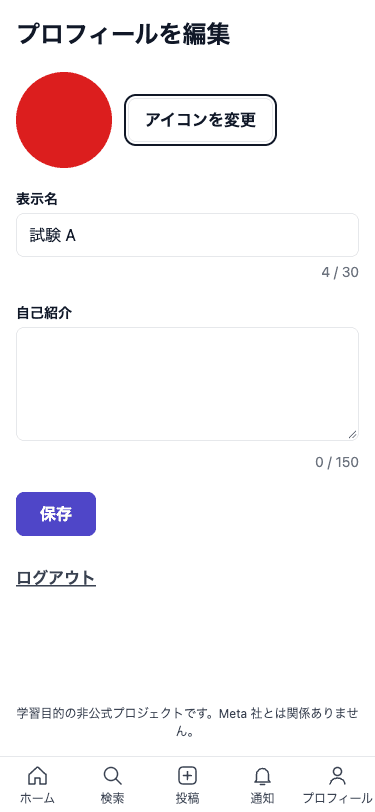 プロフィールを編集
アイコンを変更
表示名
試験 A
4 / 30
自己紹介
0 / 150
保存
ログアウト
学習目的の非公式プロジェクトです。Meta 社とは関係ありませ
ん。
ホーム 検索 投稿 通知 プロフィール